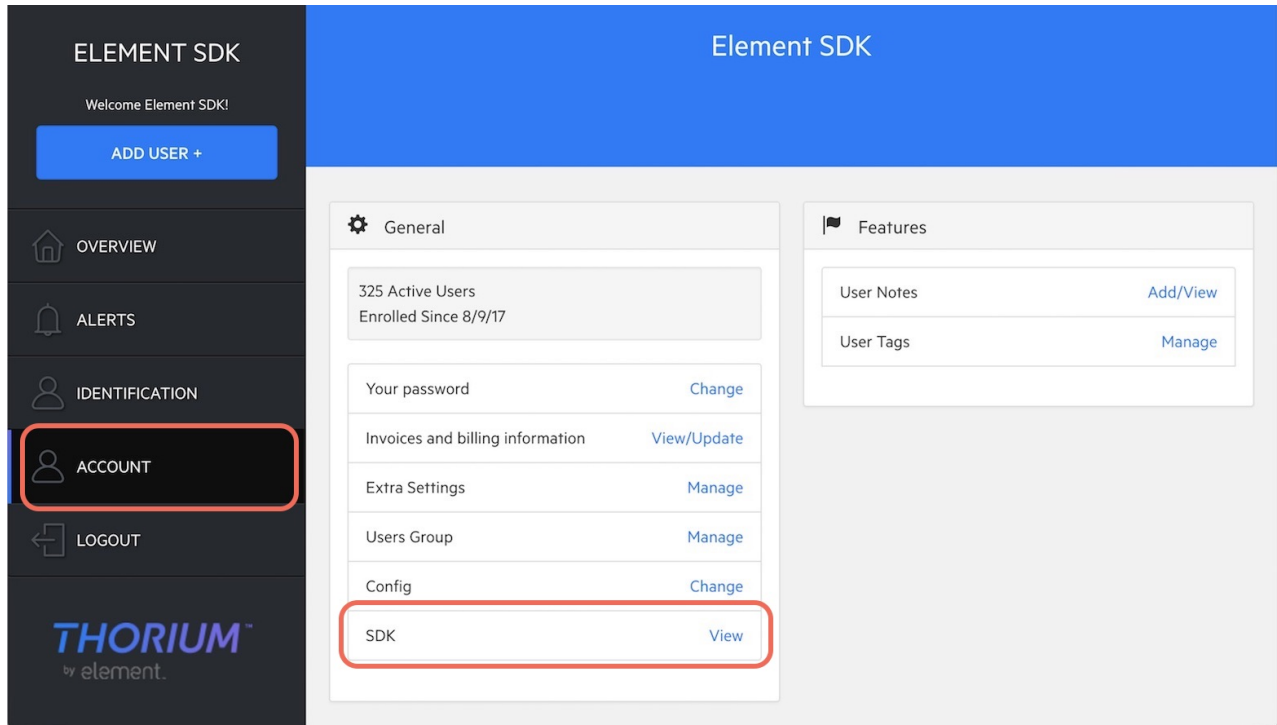 ELEMENT SDK
Welcome Element SDK!
ADD USER +
OVERVIEW
ALERTS
IDENTIFICATION
ACCOUNT
LOGOUT
THORIUM™
by element.
Element SDK
General
325 Active Users
Enrolled Since 8/9/17
Your password Change
Invoices and billing information View/Update
Extra Settings Manage
Users Group Manage
Config Change
SDK View
Features
User Notes Add/View
User Tags Manage